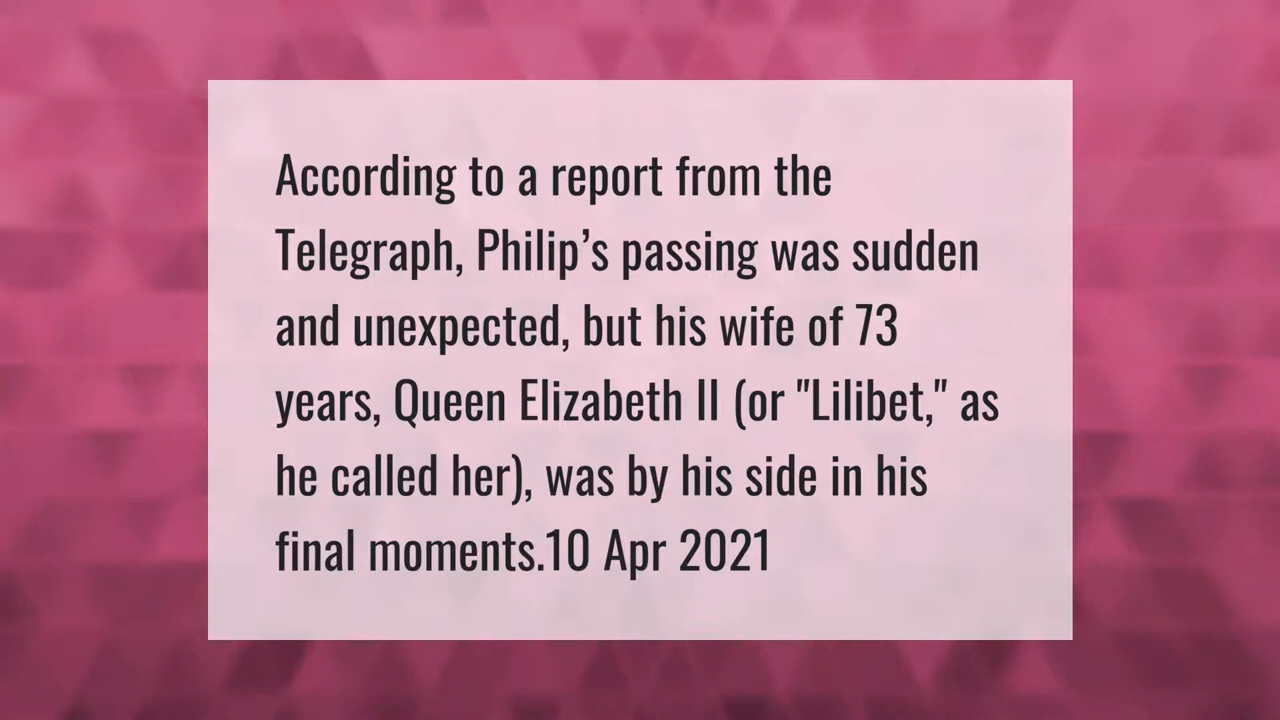 According to a report from the
Telegraph, Philip’s passing was sudden
and unexpected, but his wife of 73
years, Queen Elizabeth II (or "Lilibet," as
he called her), was by his side in his
final moments.10 Apr 2021